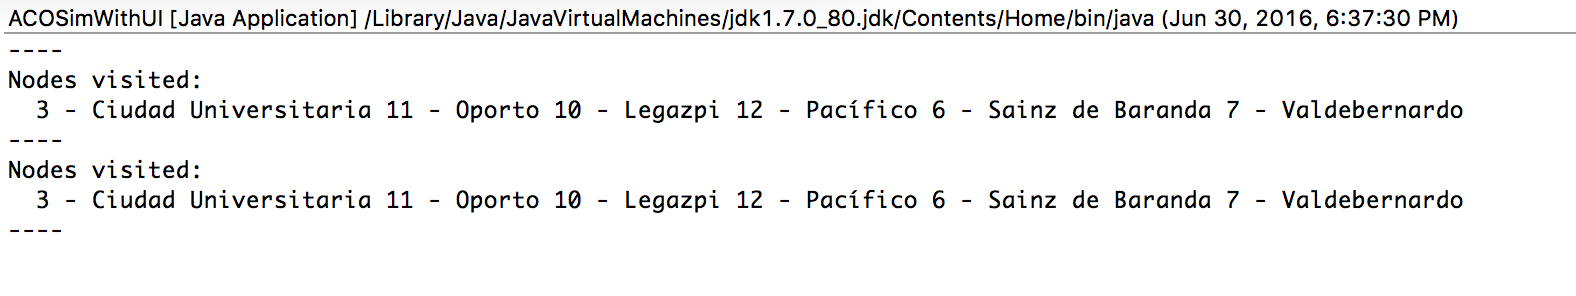 ACOSimWithUI [Java Application] /Library/Java/JavaVirtualMachines/jdk1.7.0_80.jdk/Contents/Home/bin/java (Jun 30, 2016, 6:37:30 PM)
----
Nodes visited:
  3 - Ciudad Universitaria 11 - Oporto 10 - Legazpi 12 - Pacífico 6 - Sainz de Baranda 7 - Valdebernardo
----
Nodes visited:
  3 - Ciudad Universitaria 11 - Oporto 10 - Legazpi 12 - Pacífico 6 - Sainz de Baranda 7 - Valdebernardo
----